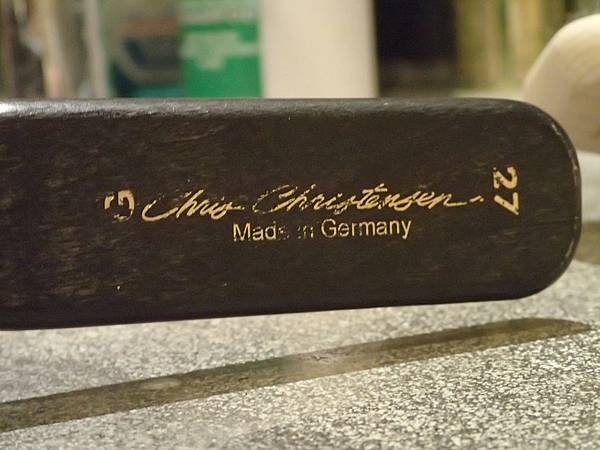 G Chris Christensen 27
Made in Germany